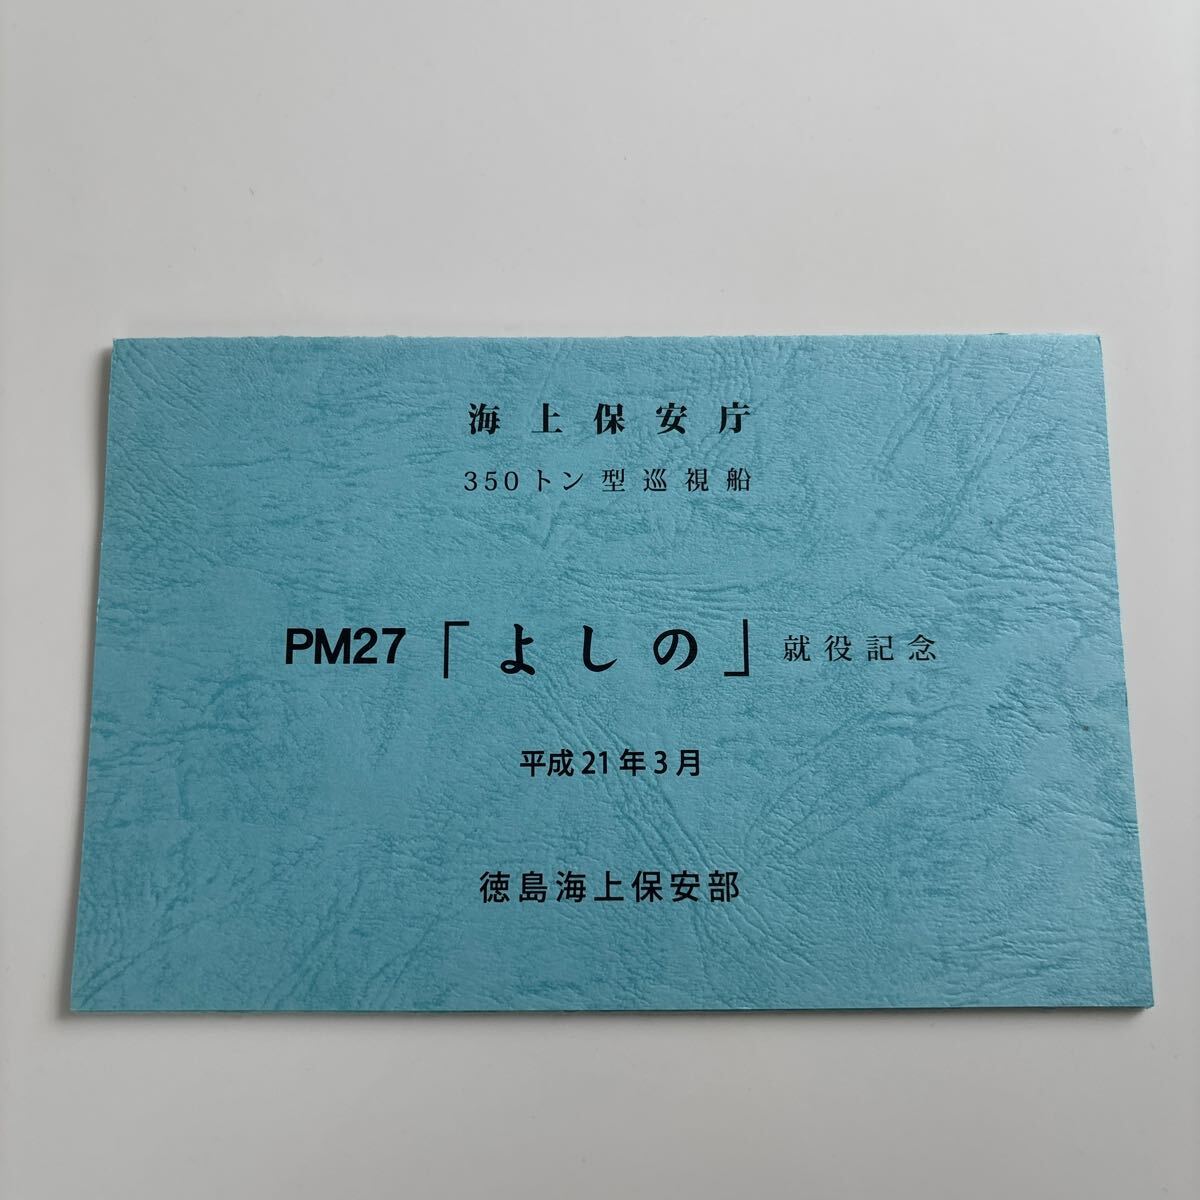 海上保安庁
350トン型巡視船
PM27「よしの」就役記念
平成21年3月
徳島海上保安部